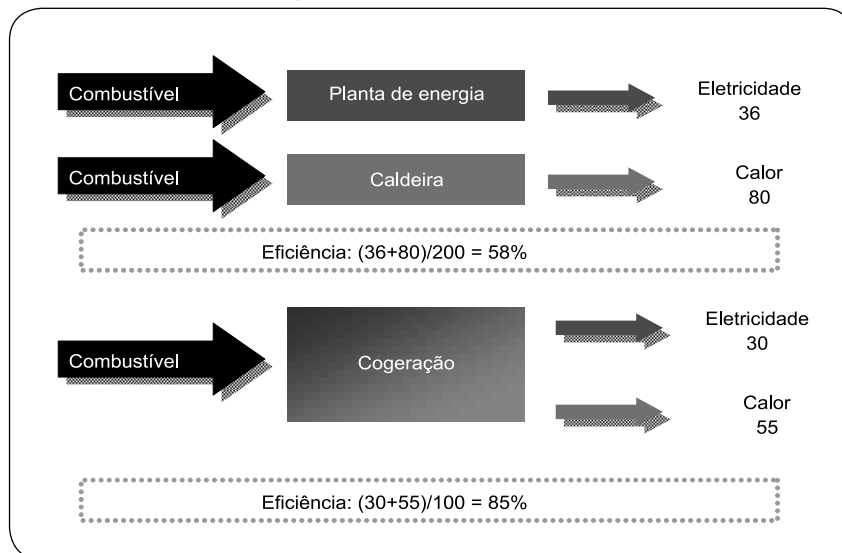 Combustível
Planta de energia
Eletricidade
36
Combustível
Caldeira
Calor
80
Eficiência: (36+80)/200 = 58%
Combustível
Cogeração
Eletricidade
30
Calor
55
Eficiência: (30+55)/100 = 85%